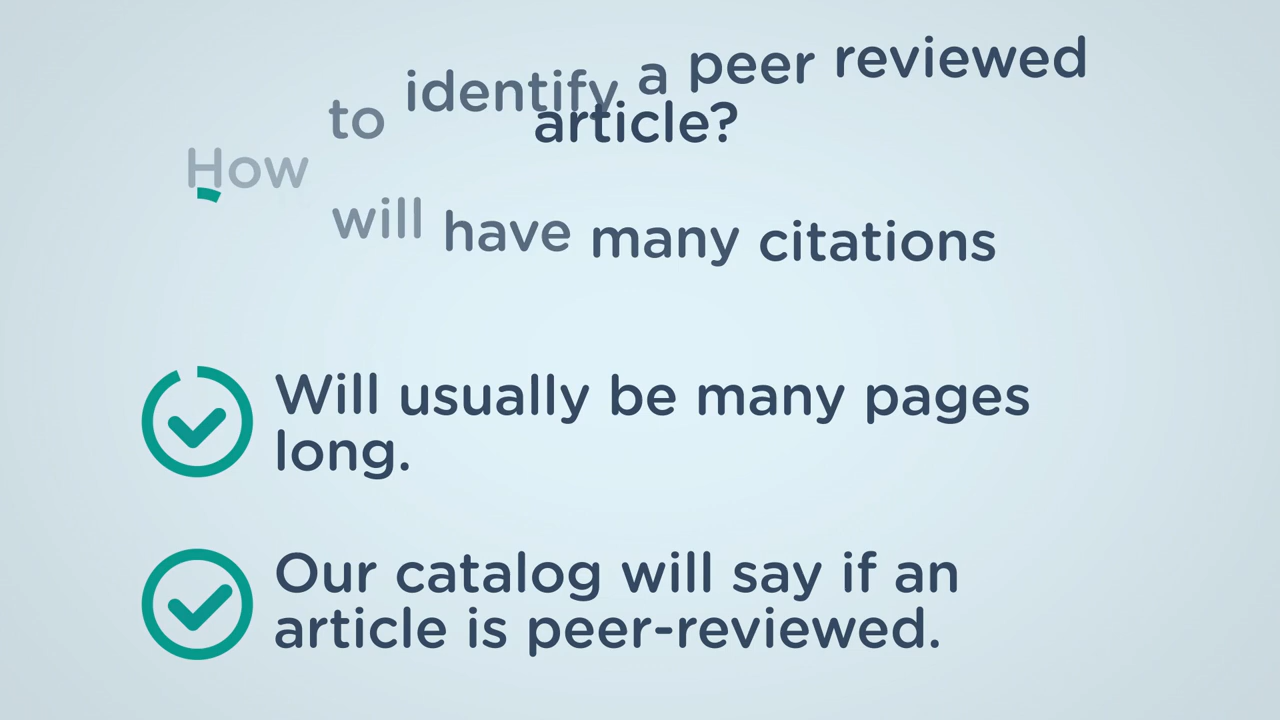 How to identify a peer reviewed
article?
will have many citations
Will usually be many pages
long.
Our catalog will say if an
article is peer-reviewed.